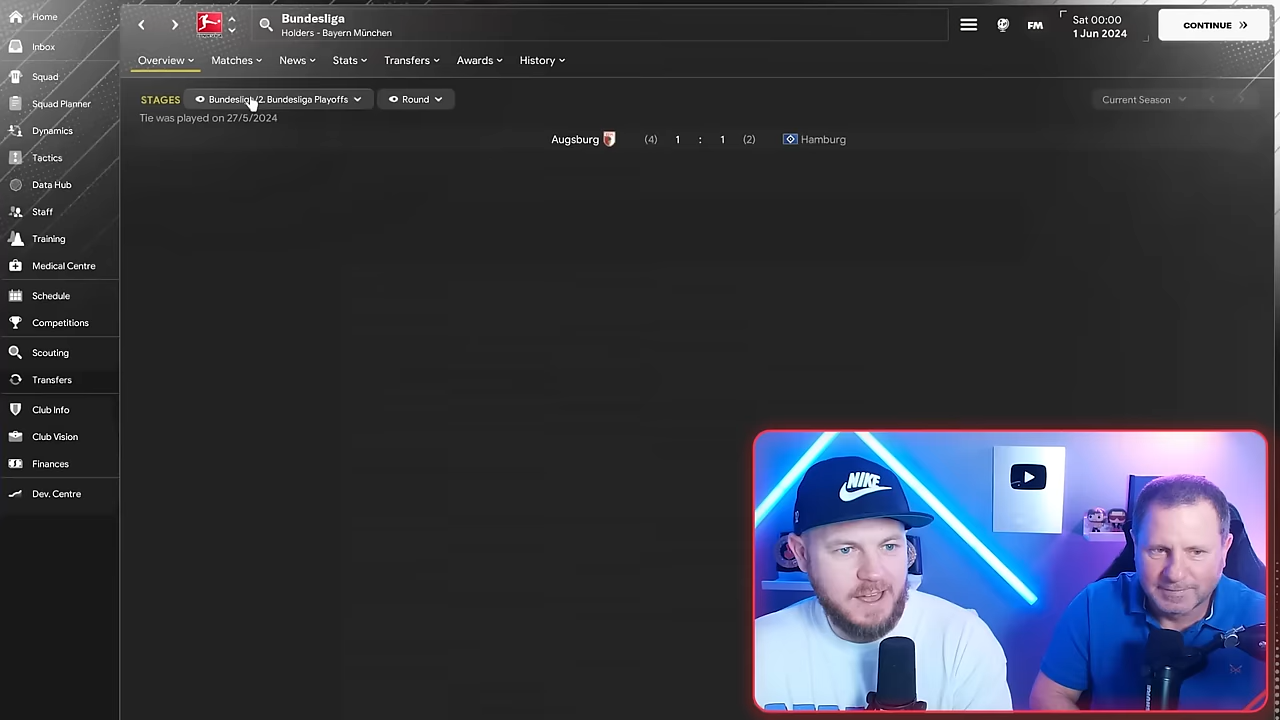 Home
Inbox
Squad
Squad Planner
Dynamics
Tactics
Data Hub
Staff
Training
Medical Centre
Schedule
Competitions
Scouting
Transfers
Club Info
Club Vision
Finances
Dev. Centre
Bundesliga
Holders - Bayern München
FM
Sat 00:00
1 Jun 2024
CONTINUE
Overview
Matches
News
Stats
Transfers
Awards
History
STAGES
Bundesliga/2. Bundesliga Playoffs
Round
Current Season
Tie was played on 27/5/2024
Augsburg (4) 1 : 1 (2) Hamburg
NIKE